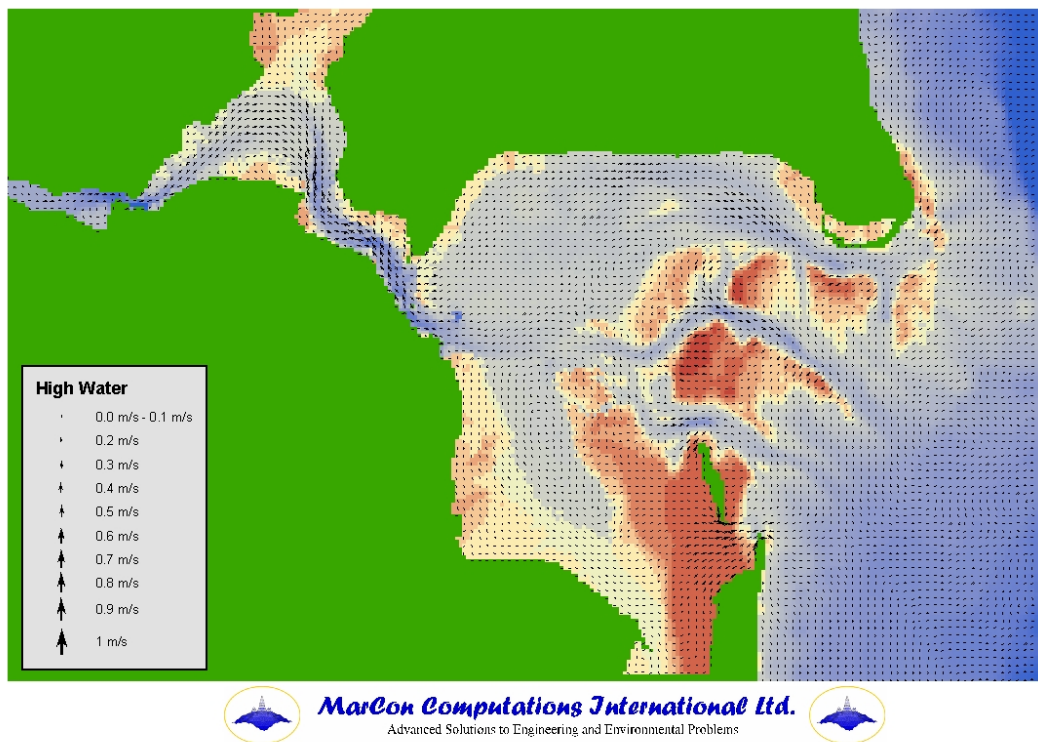 High Water
0.0 m/s - 0.1 m/s
0.2 m/s
0.3 m/s
0.4 m/s
0.5 m/s
0.6 m/s
0.7 m/s
0.8 m/s
0.9 m/s
1 m/s
MarCon Computations International Ltd.
Advanced Solutions to Engineering and Environmental Problems